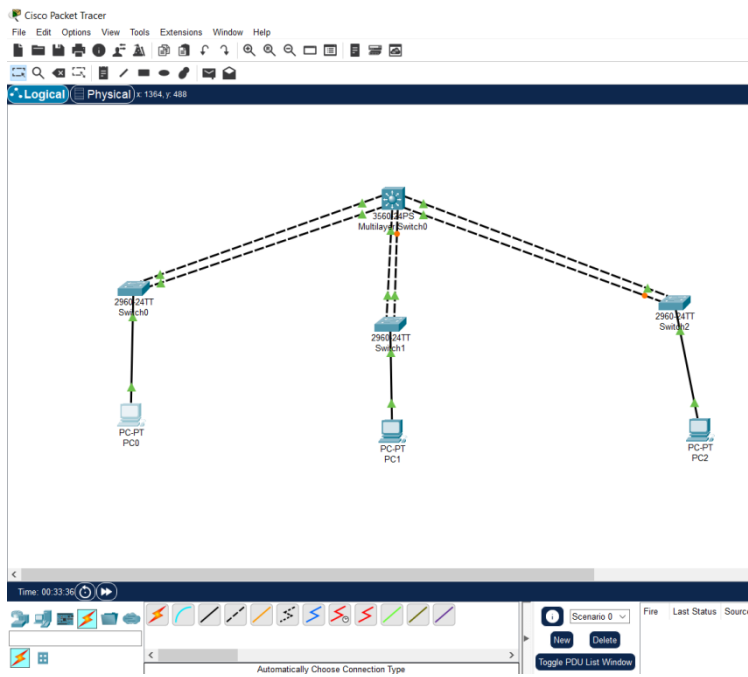 Cisco Packet Tracer
File Edit Options View Tools Extensions Window Help
Logical Physical x: 1364, y: 488
3560-24PS
Multilayer Switch0
2960-24TT
Switch0
2960-24TT
Switch1
2960-24TT
Switch2
PC-PT
PC0
PC-PT
PC1
PC-PT
PC2
Time: 00:33:36
Scenario 0
Fire Last Status Source
New Delete
Toggle PDU List Window
Automatically Choose Connection Type